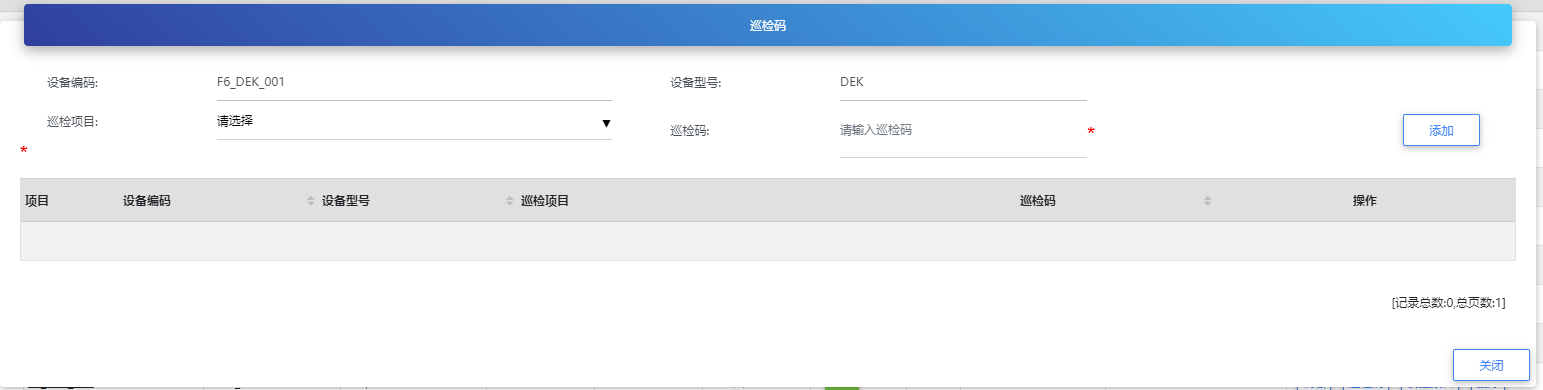 巡检码
设备编码: F6_DEK_001 设备型号: DEK
巡检项目: 请选择 ▼ 巡检码: 请输入巡检码 * 添加
*
项目 设备编码 设备型号 巡检项目 巡检码 操作
[记录总数:0,总页数:1]
关闭